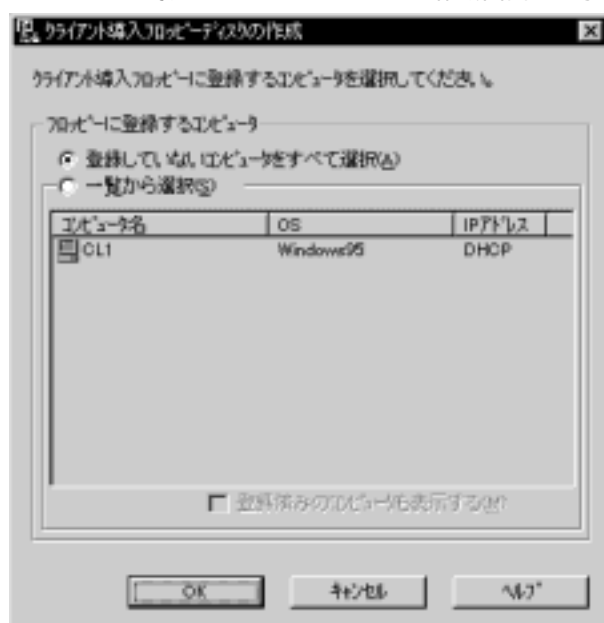 クライアント導入フロッピーディスクの作成
クライアント導入フロッピーに登録するコンピュータを選択してください。
フロッピーに登録するコンピュータ
登録していないコンピュータをすべて選択(A)
一覧から選択(S)
コンピュータ名 OS IPアドレス
CL1 Windows95 DHCP
登録済みのコンピュータも表示する(M)
OK キャンセル ヘルプ